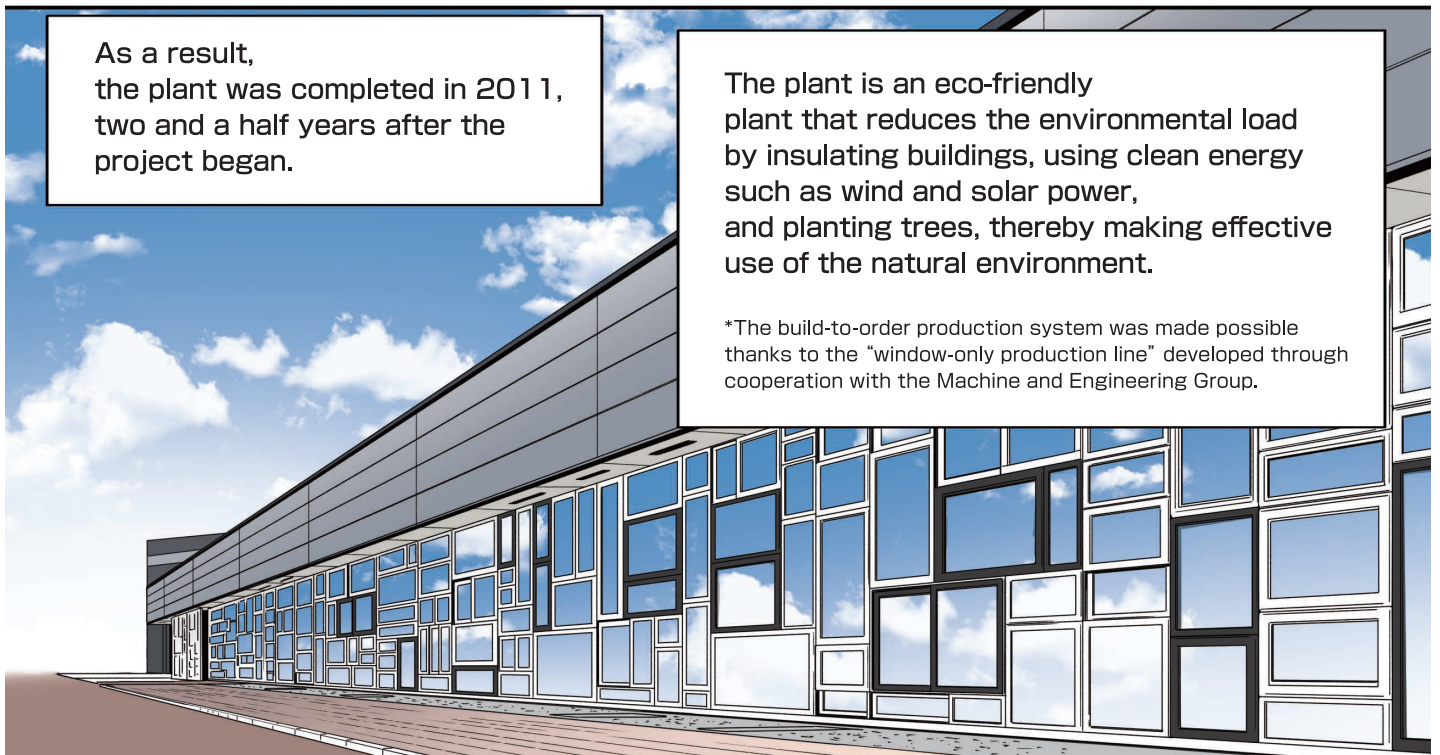 As a result,
the plant was completed in 2011,
two and a half years after the
project began.
The plant is an eco-friendly
plant that reduces the environmental load
by insulating buildings, using clean energy
such as wind and solar power,
and planting trees, thereby making effective
use of the natural environment.
*The build-to-order production system was made possible
thanks to the “window-only production line” developed through
cooperation with the Machine and Engineering Group.